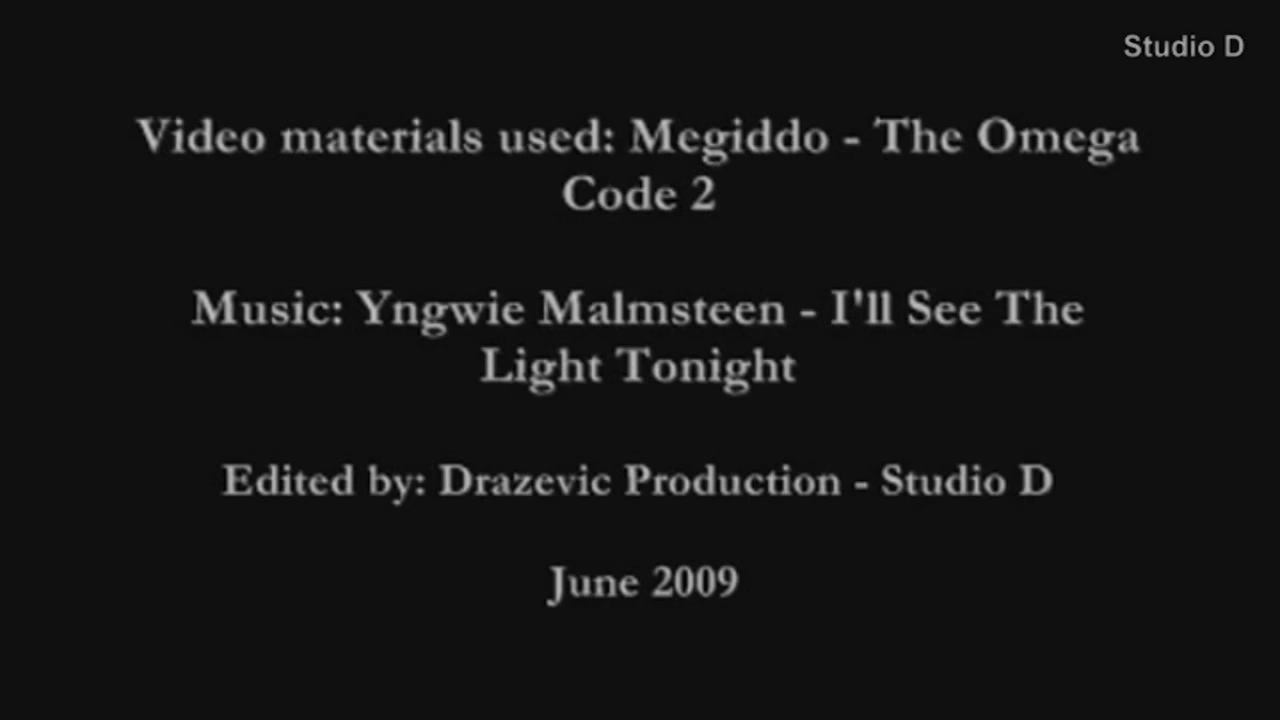 Studio D
Video materials used: Megiddo - The Omega
Code 2
Music: Yngwie Malmsteen - I'll See The
Light Tonight
Edited by: Drazevic Production - Studio D
June 2009